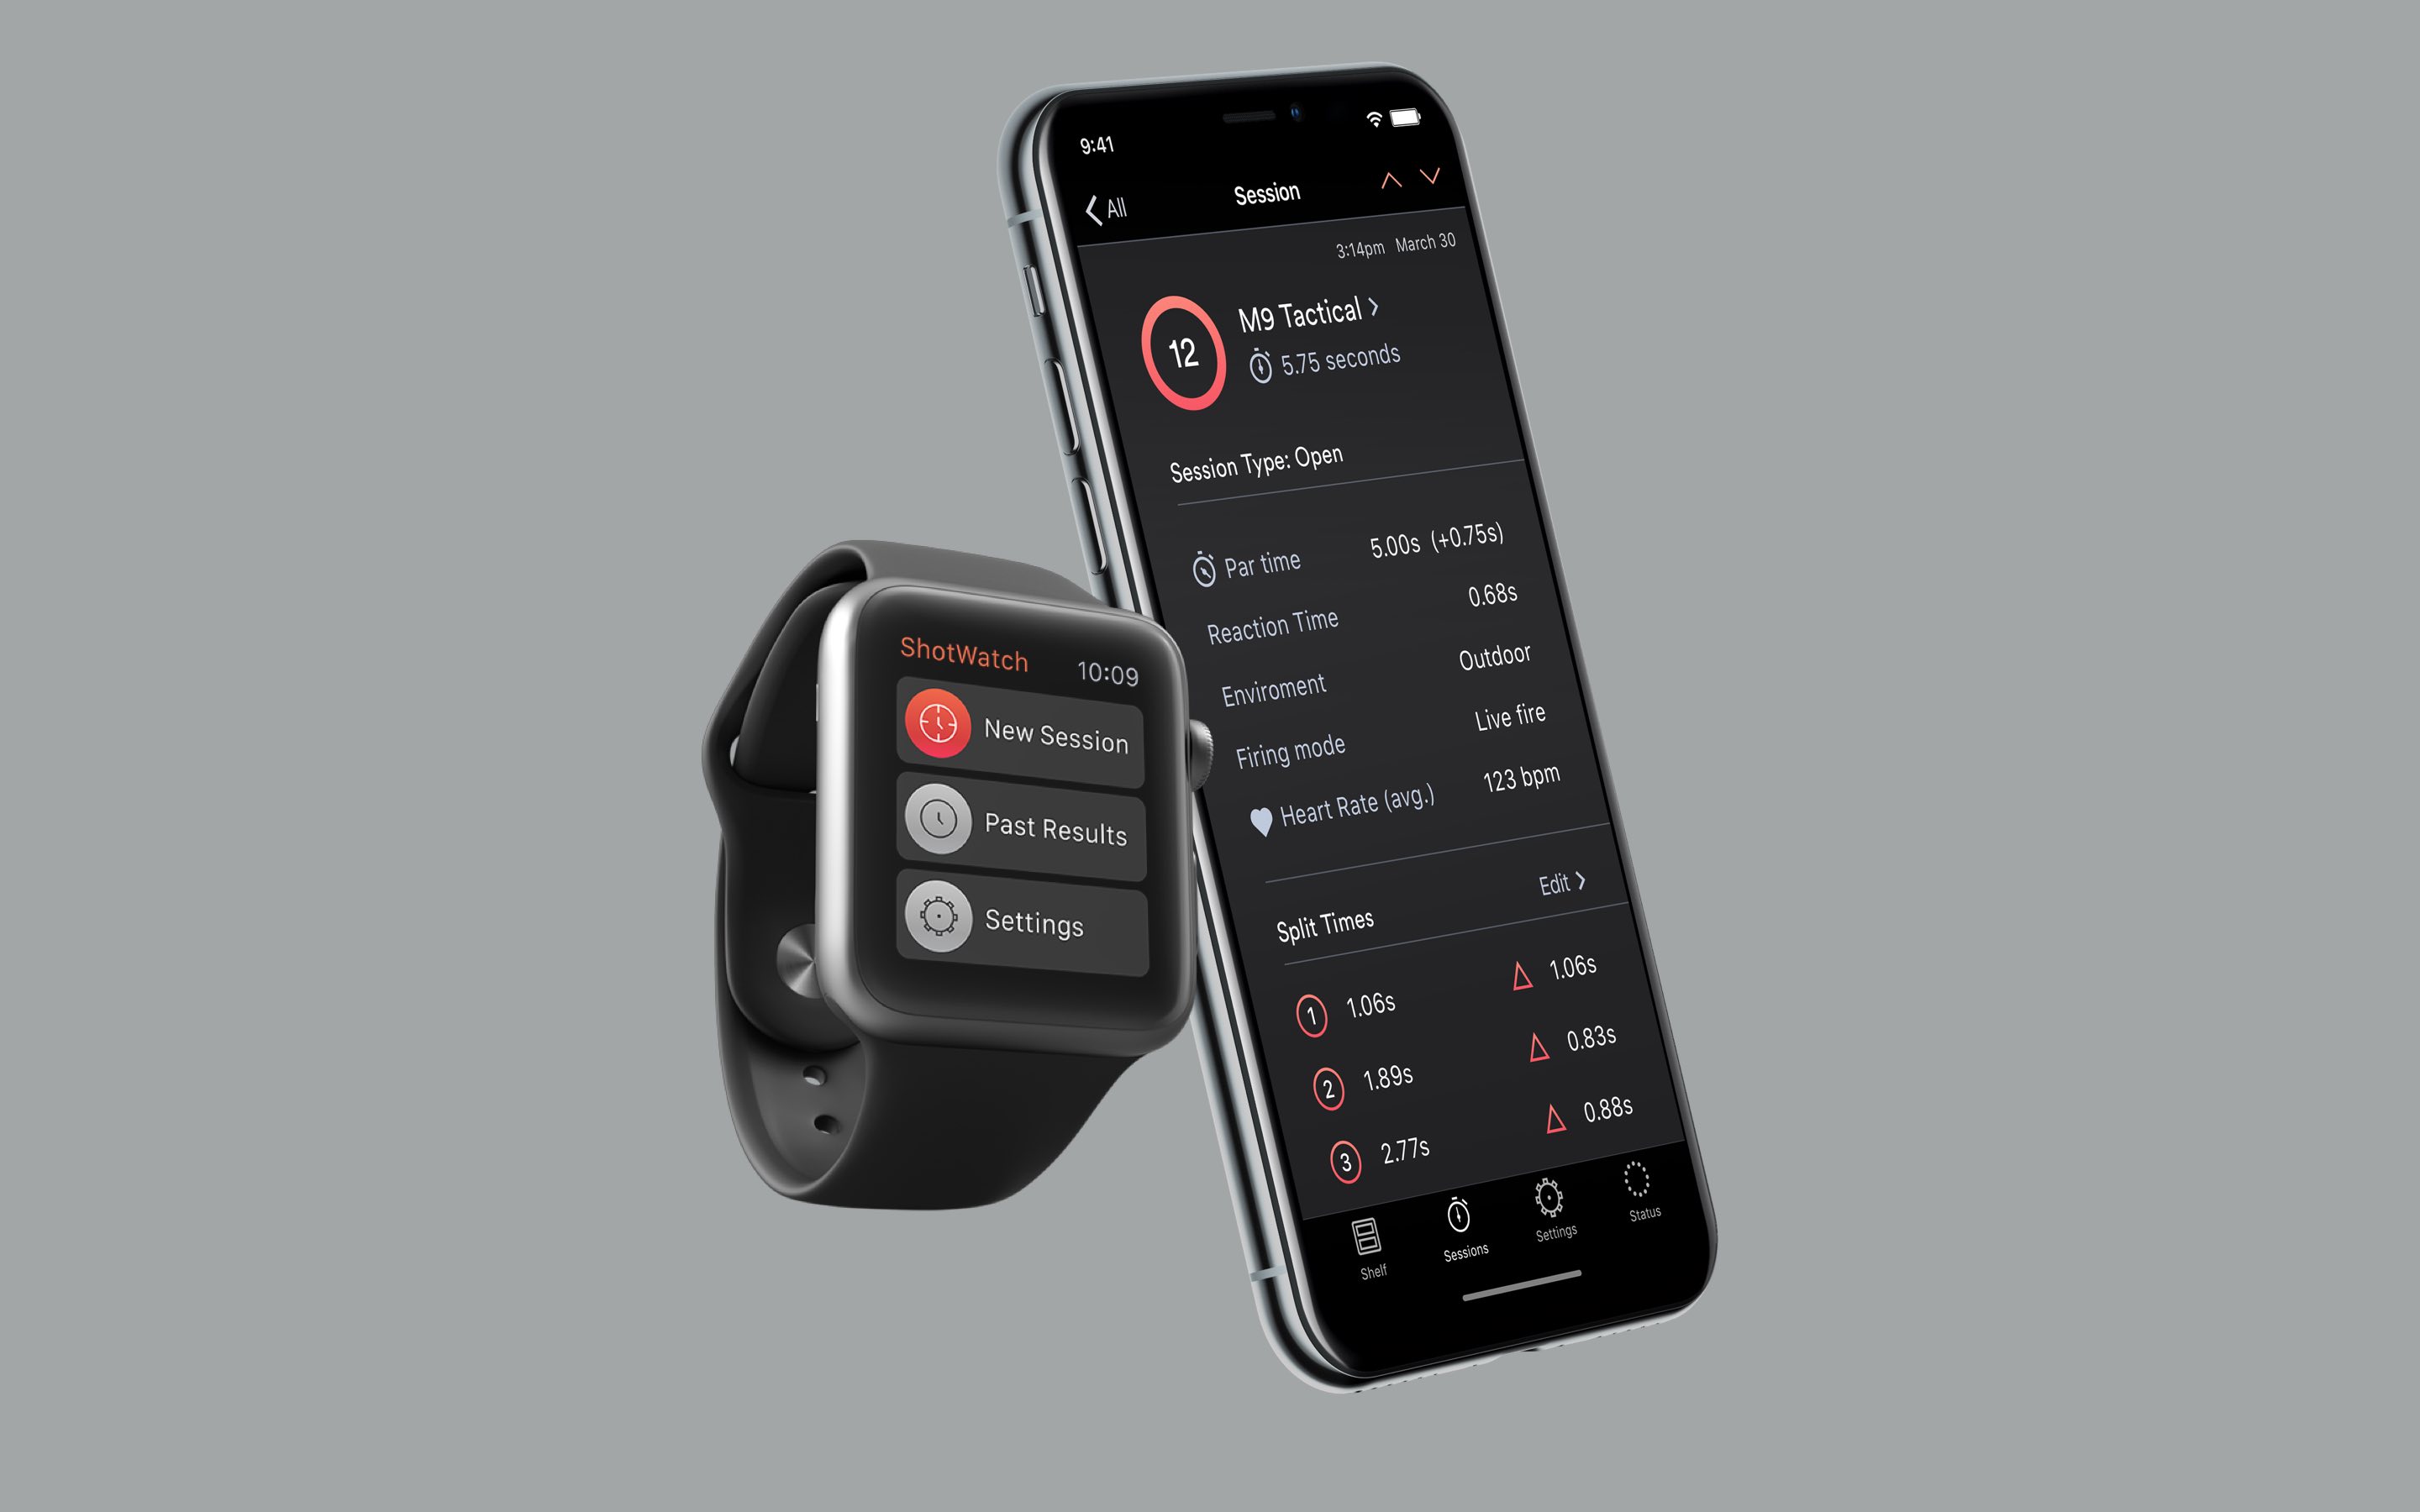 ShotWatch 10:09
New Session
Past Results
Settings
9:41
All Session
3:14pm March 30
12 M9 Tactical
5.75 seconds
Session Type: Open
Par time 5.00s (+0.75s)
Reaction Time 0.68s
Enviroment Outdoor
Firing mode Live fire
Heart Rate (avg.) 123 bpm
Split Times Edit
1 1.06s 1.06s
2 1.89s 0.83s
3 2.77s 0.88s
Shelf Sessions Settings Status